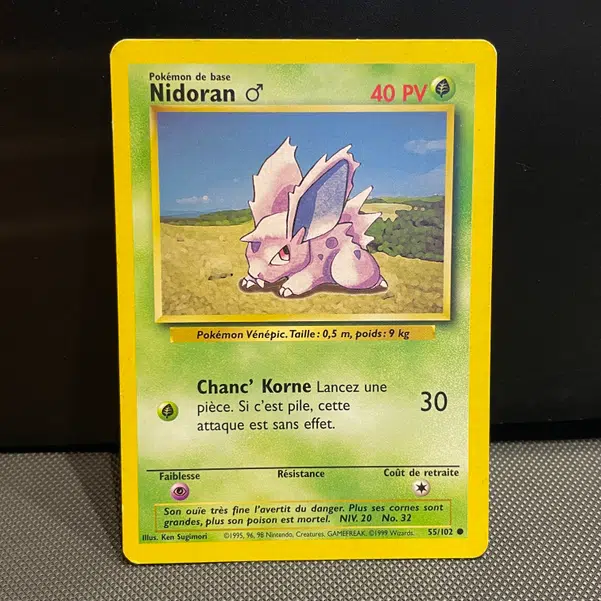 Pokémon de base
Nidoran ♂ 40 PV
Pokémon Vénépic. Taille : 0,5 m, poids : 9 kg
Chanc’ Korne Lancez une
pièce. Si c’est pile, cette
attaque est sans effet.
30
Faiblesse Résistance Coût de retraite
Son ouïe très fine l’avertit du danger. Plus ses cornes sont
grandes, plus son poison est mortel. NIV. 20 No. 32
Illus. Ken Sugimori ©1995, 96, 98 Nintendo, Creatures, GAMEFREAK. ©1999 Wizards. 55/102 ●